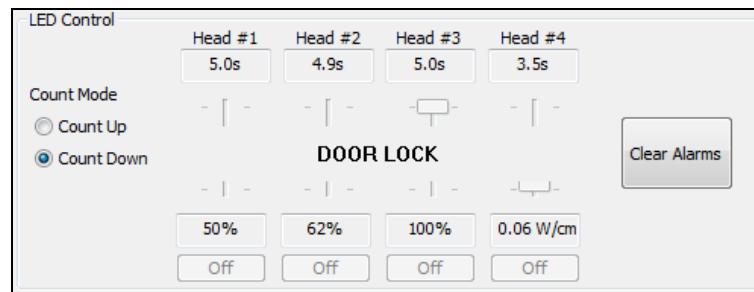 LED Control
Head #1 Head #2 Head #3 Head #4
5.0s 4.9s 5.0s 3.5s
Count Mode
Count Up
Count Down
DOOR LOCK
Clear Alarms
50% 62% 100% 0.06 W/cm
Off Off Off Off